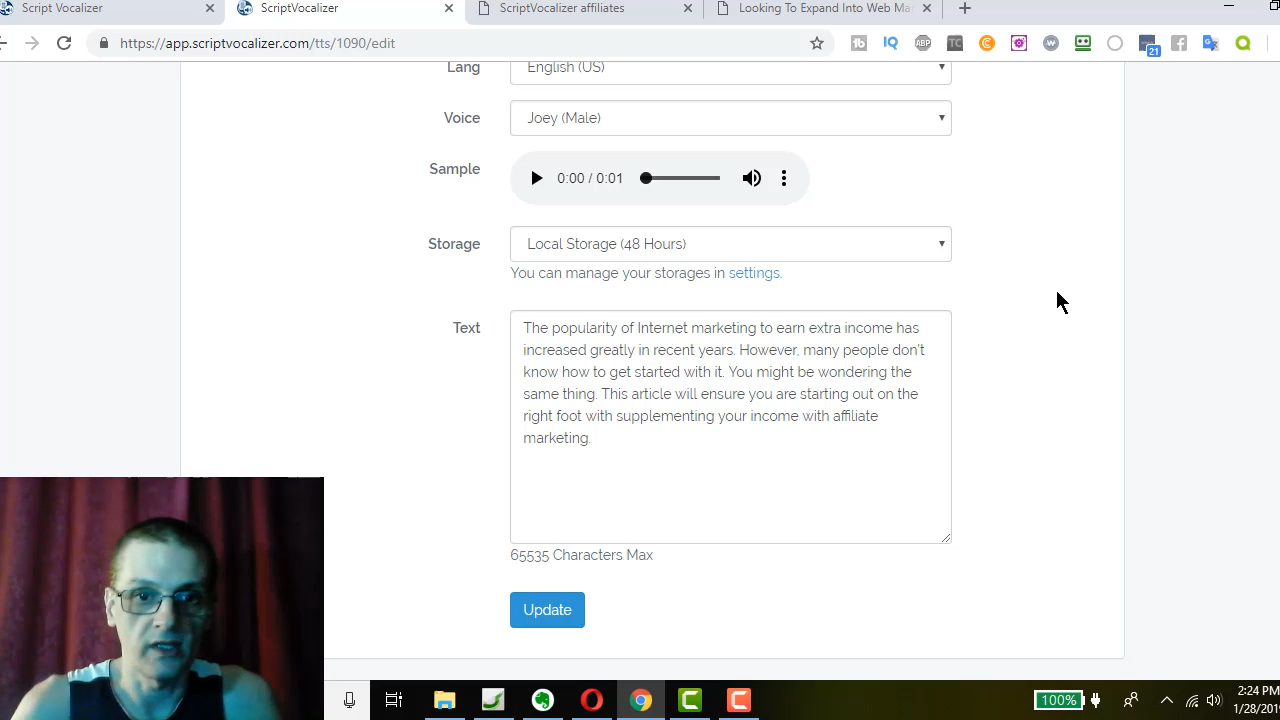 Script Vocalizer
ScriptVocalizer
ScriptVocalizer affiliates
Looking To Expand Into Web Ma
https://app.scriptvocalizer.com/tts/1090/edit
ABP
TC
21
Lang
English (US)
Voice
Joey (Male)
Sample
0:00 / 0:01
Storage
Local Storage (48 Hours)
You can manage your storages in settings.
Text
The popularity of Internet marketing to earn extra income has
increased greatly in recent years. However, many people don't
know how to get started with it. You might be wondering the
same thing. This article will ensure you are starting out on the
right foot with supplementing your income with affiliate
marketing.
65535 Characters Max
Update
100%
2:24 PM
1/28/201